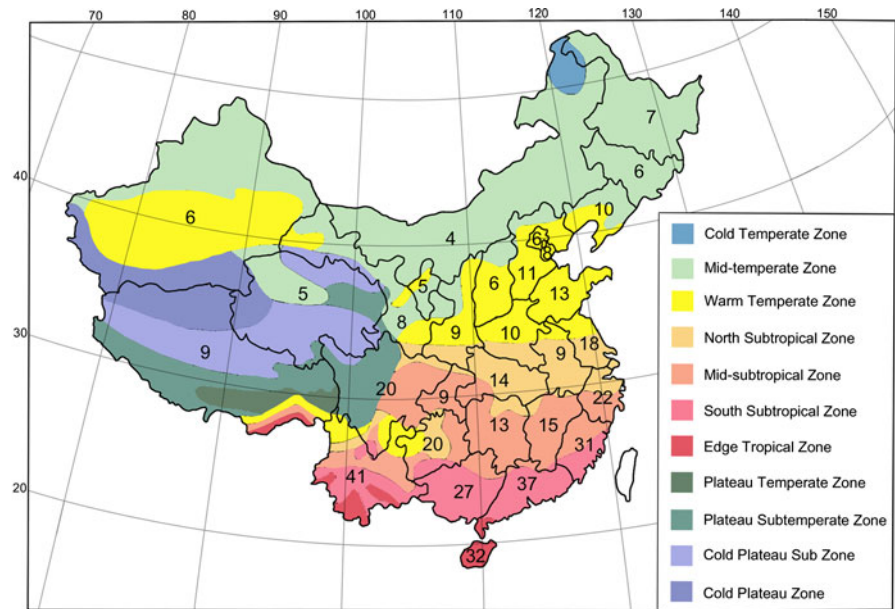 70 80 90 100 110 120 130 140 150
40
30
20
7
6
10
6
4
6
8
5
11
6
13
5
8
9
10
18
9
9
20
14
9
22
13
15
20
31
41
27
37
32
Cold Temperate Zone
Mid-temperate Zone
Warm Temperate Zone
North Subtropical Zone
Mid-subtropical Zone
South Subtropical Zone
Edge Tropical Zone
Plateau Temperate Zone
Plateau Subtemperate Zone
Cold Plateau Sub Zone
Cold Plateau Zone